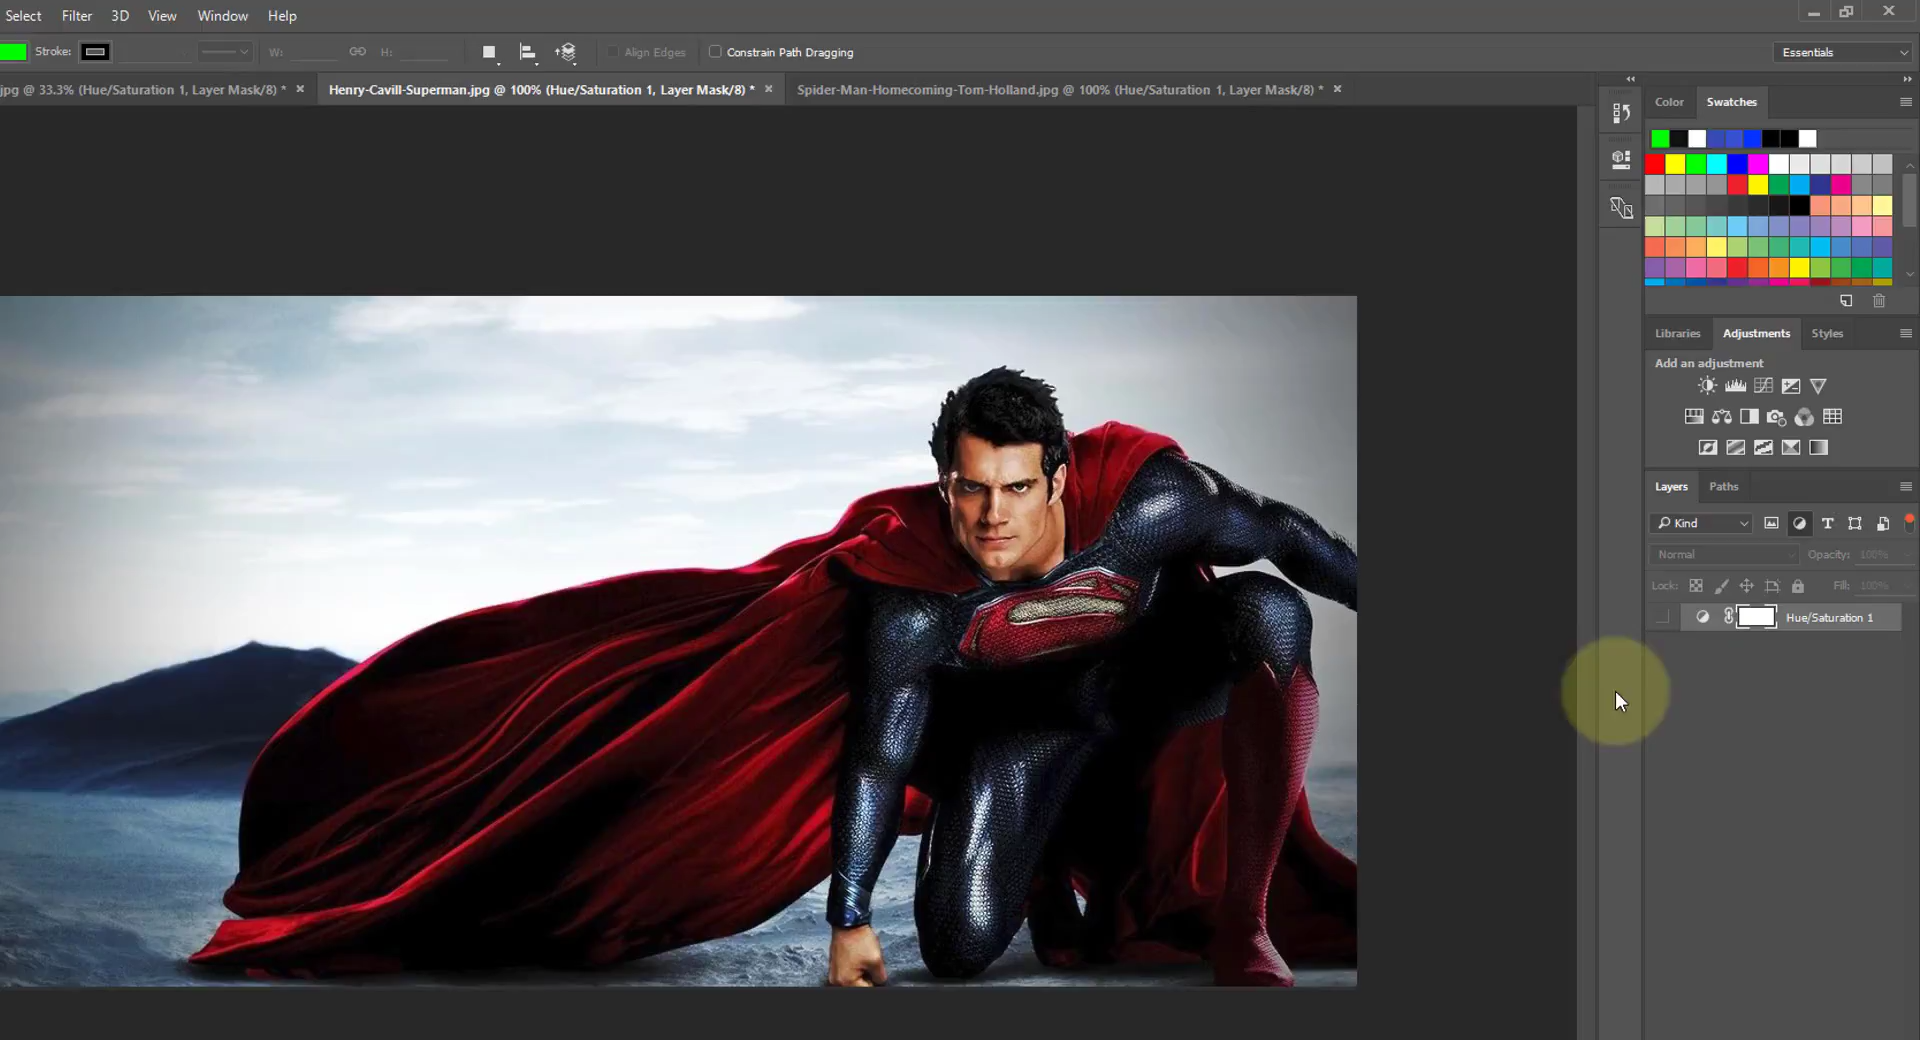 Select Filter 3D View Window Help
Stroke: W: H: Align Edges Constrain Path Dragging Essentials
jpg @ 33.3% (Hue/Saturation 1, Layer Mask/8) * Henry-Cavill-Superman.jpg @ 100% (Hue/Saturation 1, Layer Mask/8) * Spider-Man-Homecoming-Tom-Holland.jpg @ 100% (Hue/Saturation 1, Layer Mask/8) *
Color Swatches
Libraries Adjustments Styles
Add an adjustment
Layers Paths
Kind
Normal Opacity: 100%
Lock: Fill: 100%
Hue/Saturation 1